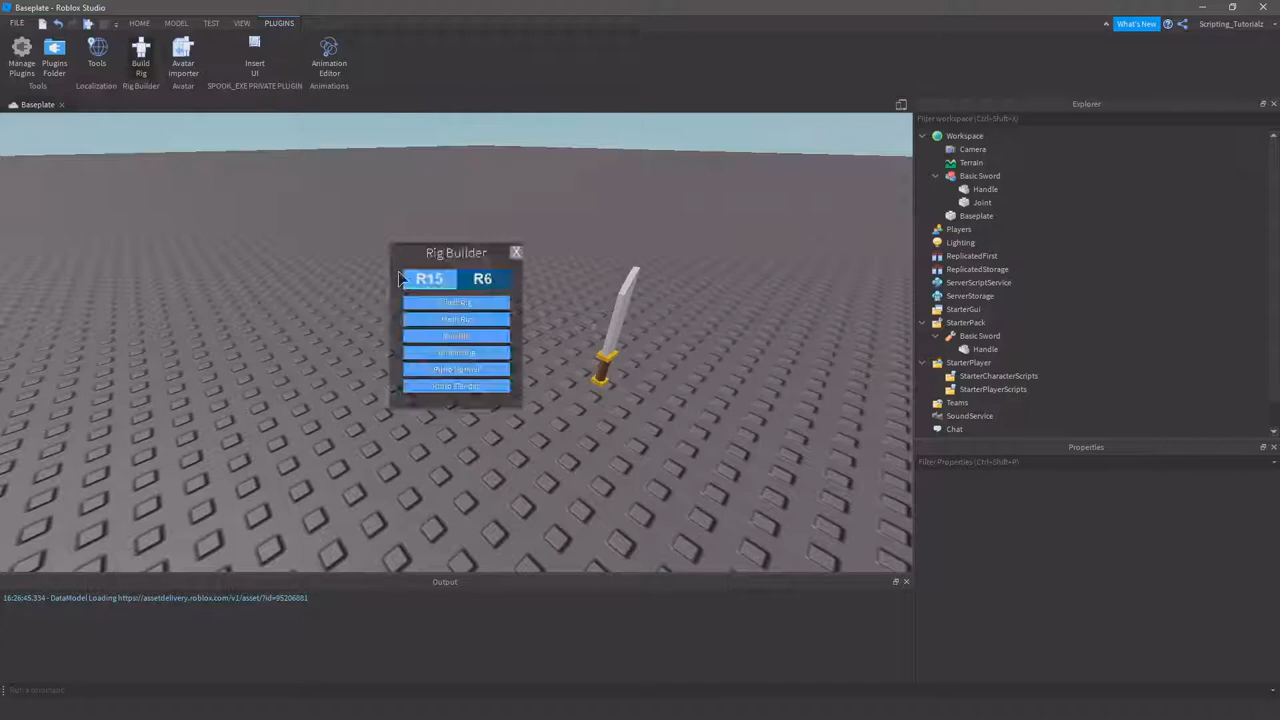 Baseplate - Roblox Studio
FILE HOME MODEL TEST VIEW PLUGINS What's New Scripting_Tutorialz
Manage Plugins
Plugins Folder
Tools
Build Rig
Avatar Importer
Insert UI
Animation Editor
Tools Localization Rig Builder Avatar SPOOK_EXE PRIVATE PLUGIN Animations
Baseplate
Rig Builder X
R15 R6
Explorer
Filter workspace (Ctrl+Shift+X)
Workspace
Camera
Terrain
Basic Sword
Handle
Joint
Baseplate
Players
Lighting
ReplicatedFirst
ReplicatedStorage
ServerScriptService
ServerStorage
StarterGui
StarterPack
Basic Sword
Handle
StarterPlayer
StarterCharacterScripts
StarterPlayerScripts
Teams
SoundService
Chat
Properties
Filter Properties (Ctrl+Shift+P)
Output
16:26:45.334 - DataModel Loading https://assetdelivery.roblox.com/v1/asset/?id=95206881
Run a command